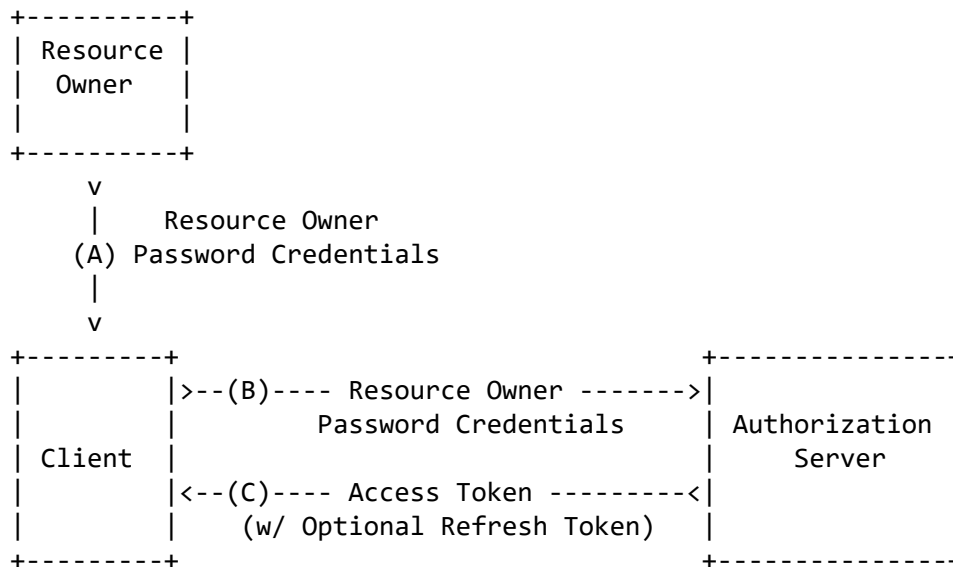 Resource
Owner
v
Resource Owner
(A) Password Credentials
v
>--(B)---- Resource Owner ------->
Password Credentials
Authorization
Client
Server
<--(C)---- Access Token ---------<
(w/ Optional Refresh Token)